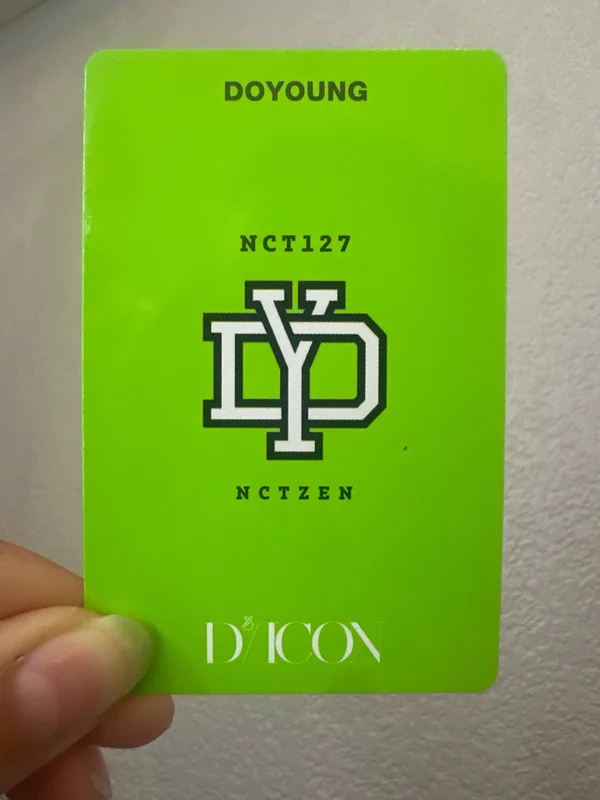 DOYOUNG
NCT127
DY
NCTZEN
D/ICON